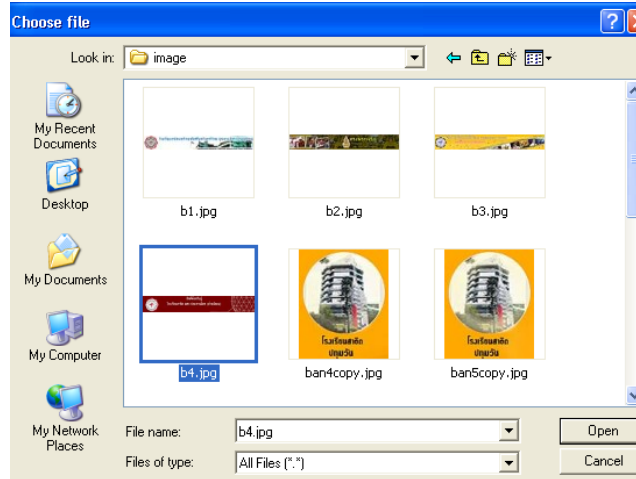 Choose file
Look in:
image
My Recent
Documents
Desktop
My Documents
My Computer
My Network
Places
b1.jpg
b2.jpg
b3.jpg
โรงเรียนสาธิต
ปทุมวัน
โรงเรียนสาธิต
ปทุมวัน
b4.jpg
ban4copy.jpg
ban5copy.jpg
File name:
b4.jpg
Open
Files of type:
All Files (*.*)
Cancel